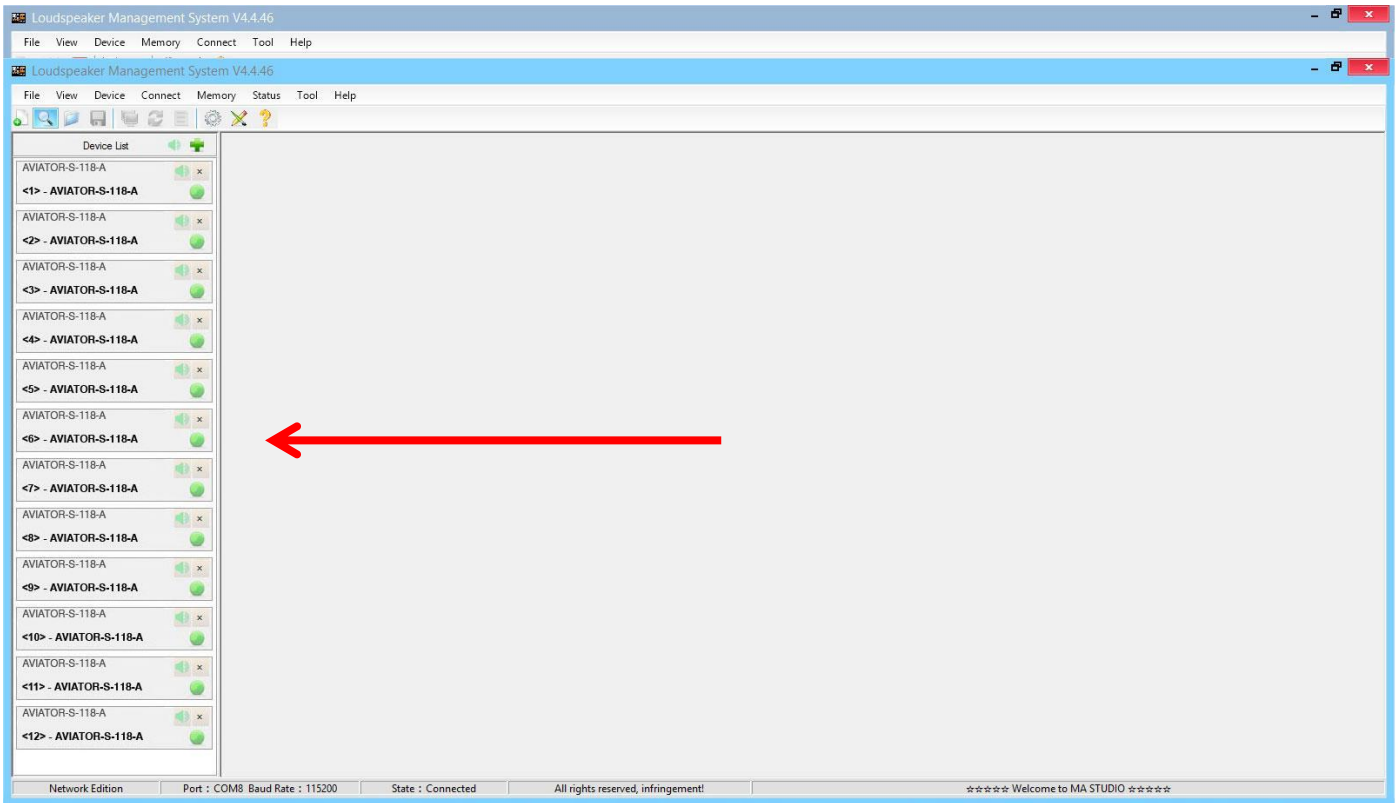 Loudspeaker Management System V4.4.46
File View Device Memory Connect Tool Help
Loudspeaker Management System V4.4.46
File View Device Connect Memory Status Tool Help
Device List
AVIATOR-S-118-A
<1> - AVIATOR-S-118-A
AVIATOR-S-118-A
<2> - AVIATOR-S-118-A
AVIATOR-S-118-A
<3> - AVIATOR-S-118-A
AVIATOR-S-118-A
<4> - AVIATOR-S-118-A
AVIATOR-S-118-A
<5> - AVIATOR-S-118-A
AVIATOR-S-118-A
<6> - AVIATOR-S-118-A
AVIATOR-S-118-A
<7> - AVIATOR-S-118-A
AVIATOR-S-118-A
<8> - AVIATOR-S-118-A
AVIATOR-S-118-A
<9> - AVIATOR-S-118-A
AVIATOR-S-118-A
<10> - AVIATOR-S-118-A
AVIATOR-S-118-A
<11> - AVIATOR-S-118-A
AVIATOR-S-118-A
<12> - AVIATOR-S-118-A
Network Edition Port : COM8 Baud Rate : 115200 State : Connected All rights reserved, infringement! ☆☆☆☆☆ Welcome to MA STUDIO ☆☆☆☆☆